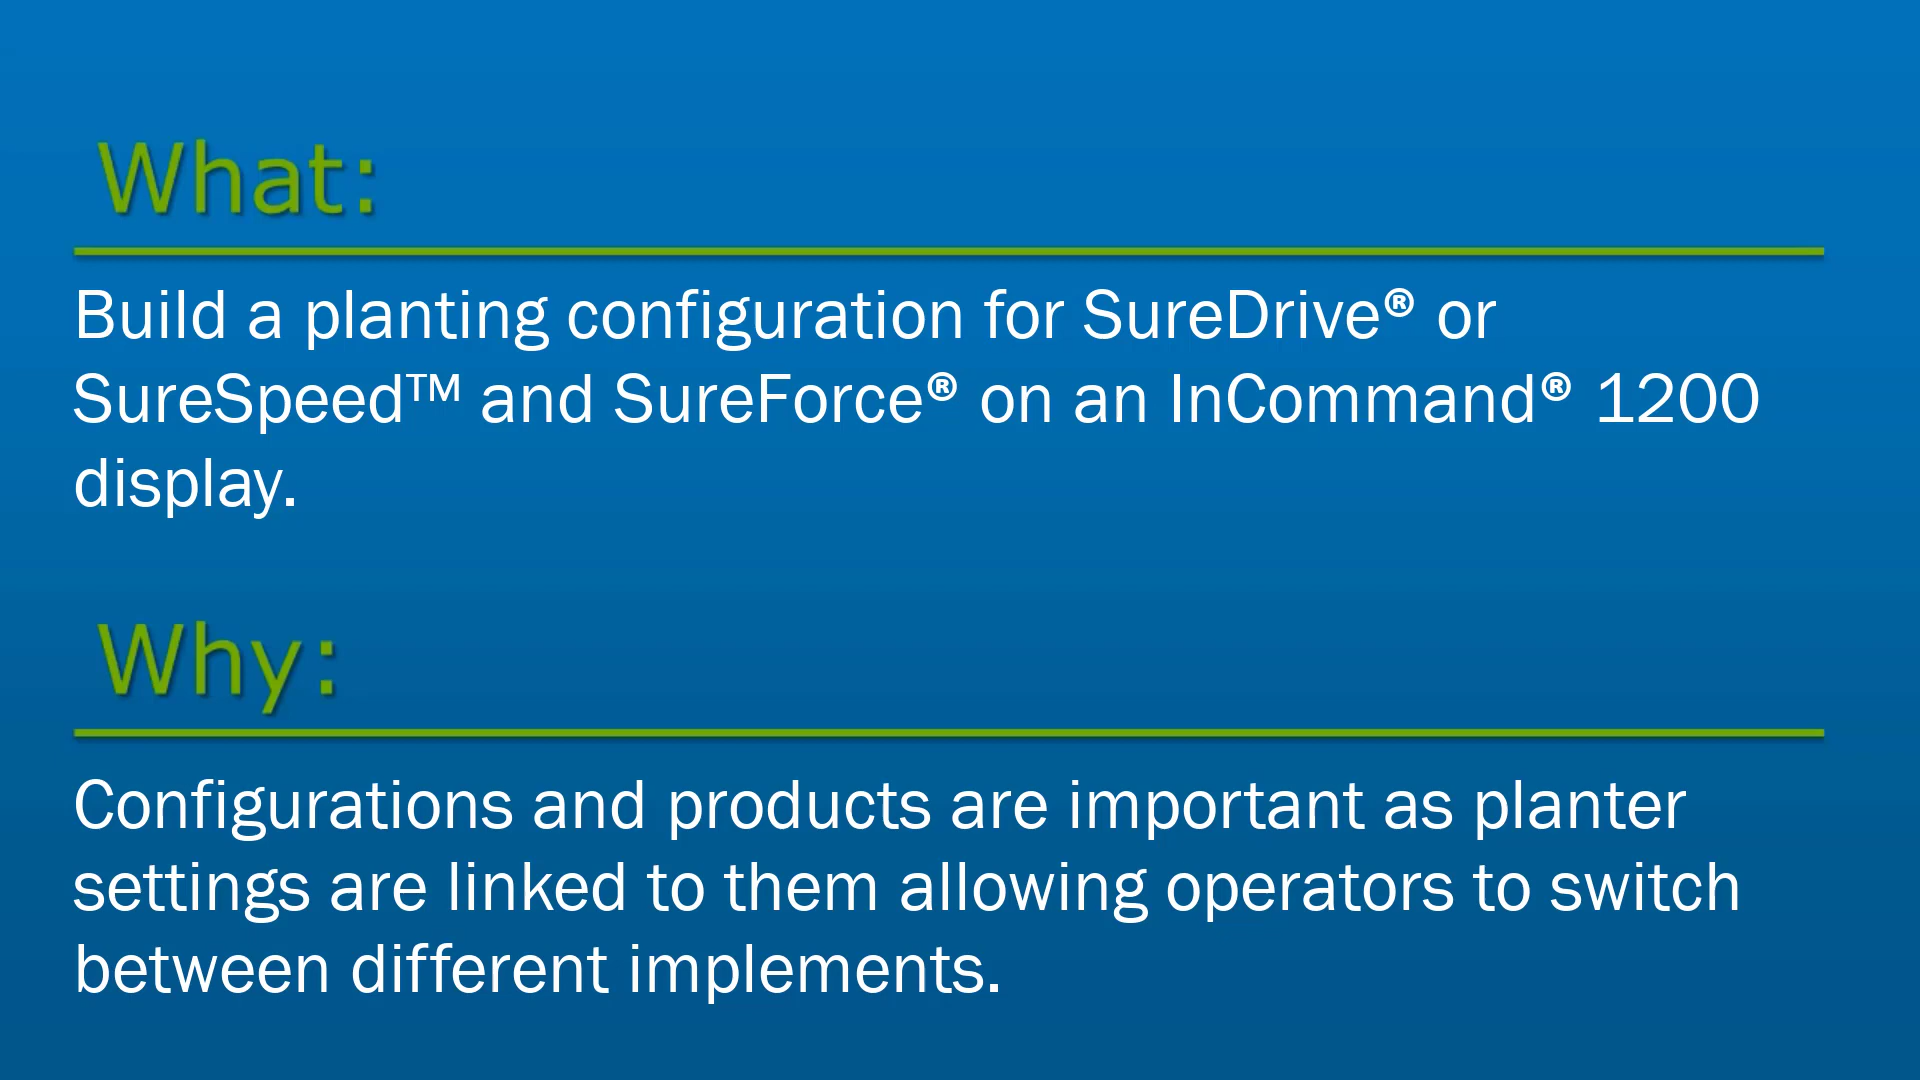 What:
Build a planting configuration for SureDrive® or
SureSpeed™ and SureForce® on an InCommand® 1200
display.
Why:
Configurations and products are important as planter
settings are linked to them allowing operators to switch
between different implements.